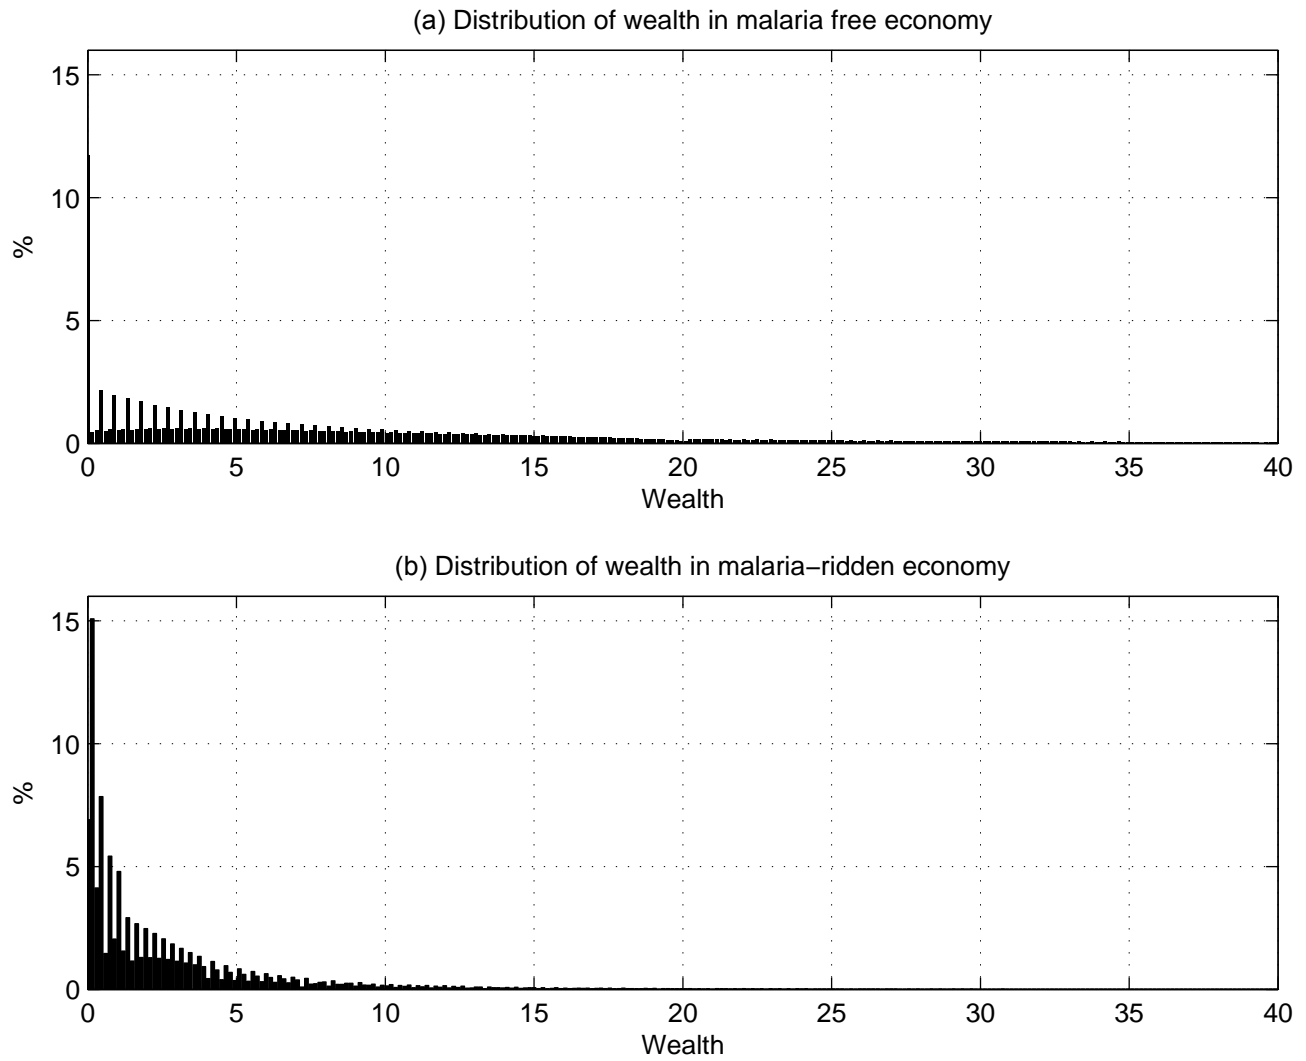 (a) Distribution of wealth in malaria free economy
15
10
5
0
%
0 5 10 15 20 25 30 35 40
Wealth
(b) Distribution of wealth in malaria−ridden economy
15
10
5
0
%
0 5 10 15 20 25 30 35 40
Wealth